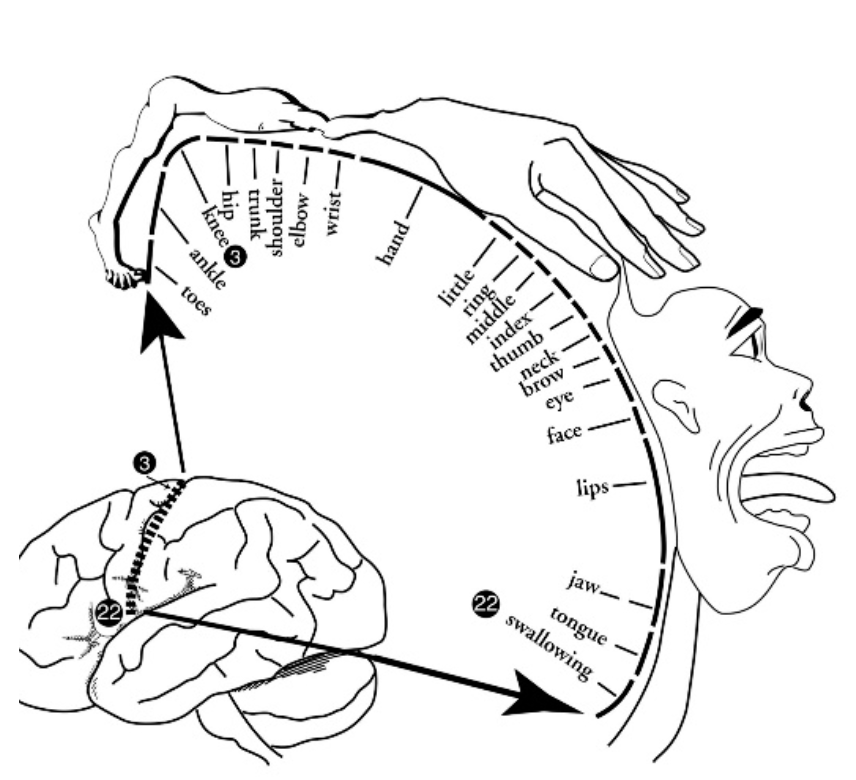 toes
ankle
knee
3
hip
trunk
shoulder
elbow
wrist
hand
little
ring
middle
index
thumb
neck
brow
eye
face
lips
jaw
tongue
swallowing
22
3
22